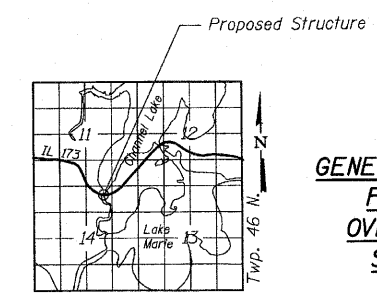 Proposed Structure
11
12
Channel Lake
IL 173
N
14
Lake
Marie
13
Twp. 46 N.
GENE
F
OV